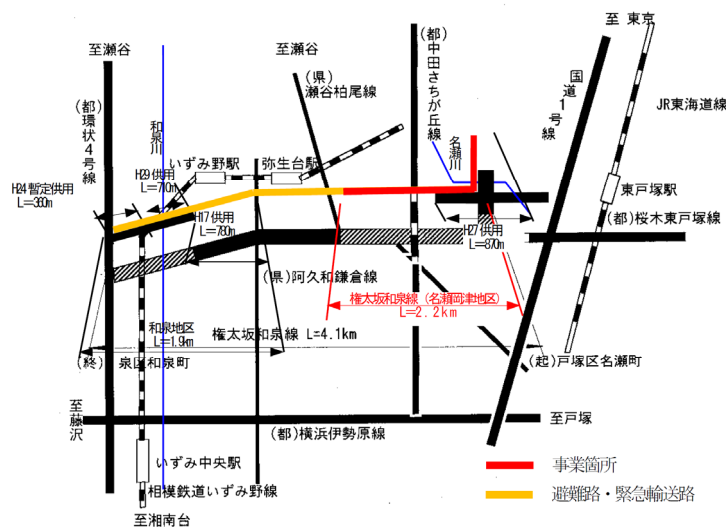 至 東京
至瀬谷
至瀬谷
(都)環状4号線
和泉川
(県)
瀬谷柏尾線
(都)中田さちが丘線
国道1号線
JR東海道線
名瀬川
いずみ野駅
弥生台駅
H24暫定供用
L=360m
H29供用
L=710m
H17供用
L=780m
東戸塚駅
(都)桜木東戸塚線
H27供用
L=870m
(県)阿久和鎌倉線
権太坂和泉線(名瀬岡津地区)
L=2.2km
和泉地区
L=1.9km
権太坂和泉線 L=4.1km
(終) 泉区和泉町
(起)戸塚区名瀬町
至藤沢
至戸塚
(都)横浜伊勢原線
いずみ中央駅
相模鉄道いずみ野線
至湘南台
事業箇所
避難路・緊急輸送路